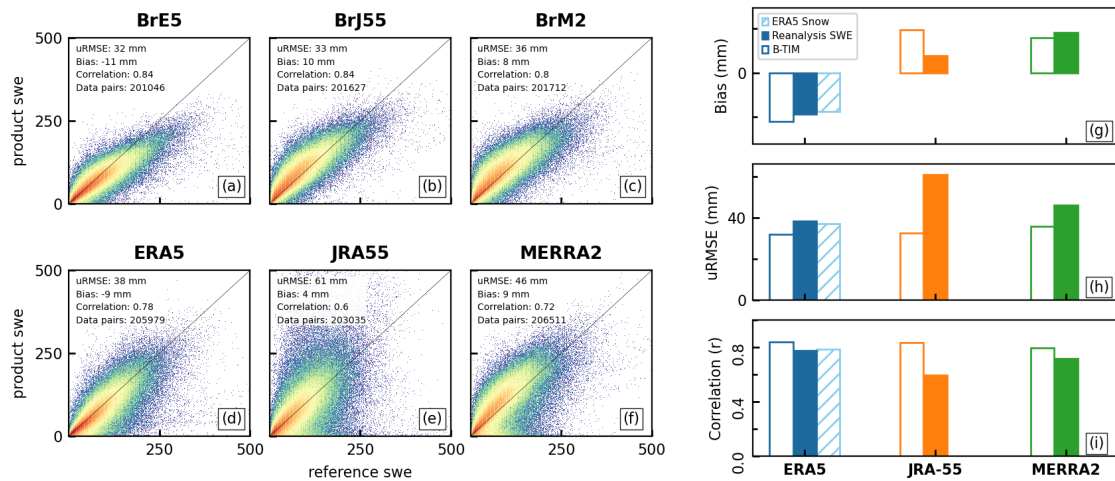 BrE5
BrJ55
BrM2
product swe
500
250
0
uRMSE: 32 mm
Bias: -11 mm
Correlation: 0.84
Data pairs: 201046
(a)
uRMSE: 33 mm
Bias: 10 mm
Correlation: 0.84
Data pairs: 201627
(b)
uRMSE: 36 mm
Bias: 8 mm
Correlation: 0.8
Data pairs: 201712
(c)
ERA5
JRA55
MERRA2
product swe
500
250
0
uRMSE: 38 mm
Bias: -9 mm
Correlation: 0.78
Data pairs: 205979
(d)
uRMSE: 61 mm
Bias: 4 mm
Correlation: 0.6
Data pairs: 203035
(e)
uRMSE: 46 mm
Bias: 9 mm
Correlation: 0.72
Data pairs: 206511
(f)
250
500
250
500
250
500
reference swe
ERA5 Snow
Reanalysis SWE
B-TIM
Bias (mm)
0
(g)
uRMSE (mm)
40
0
(h)
Correlation (r)
0.8
0.4
0.0
(i)
ERA5
JRA-55
MERRA2